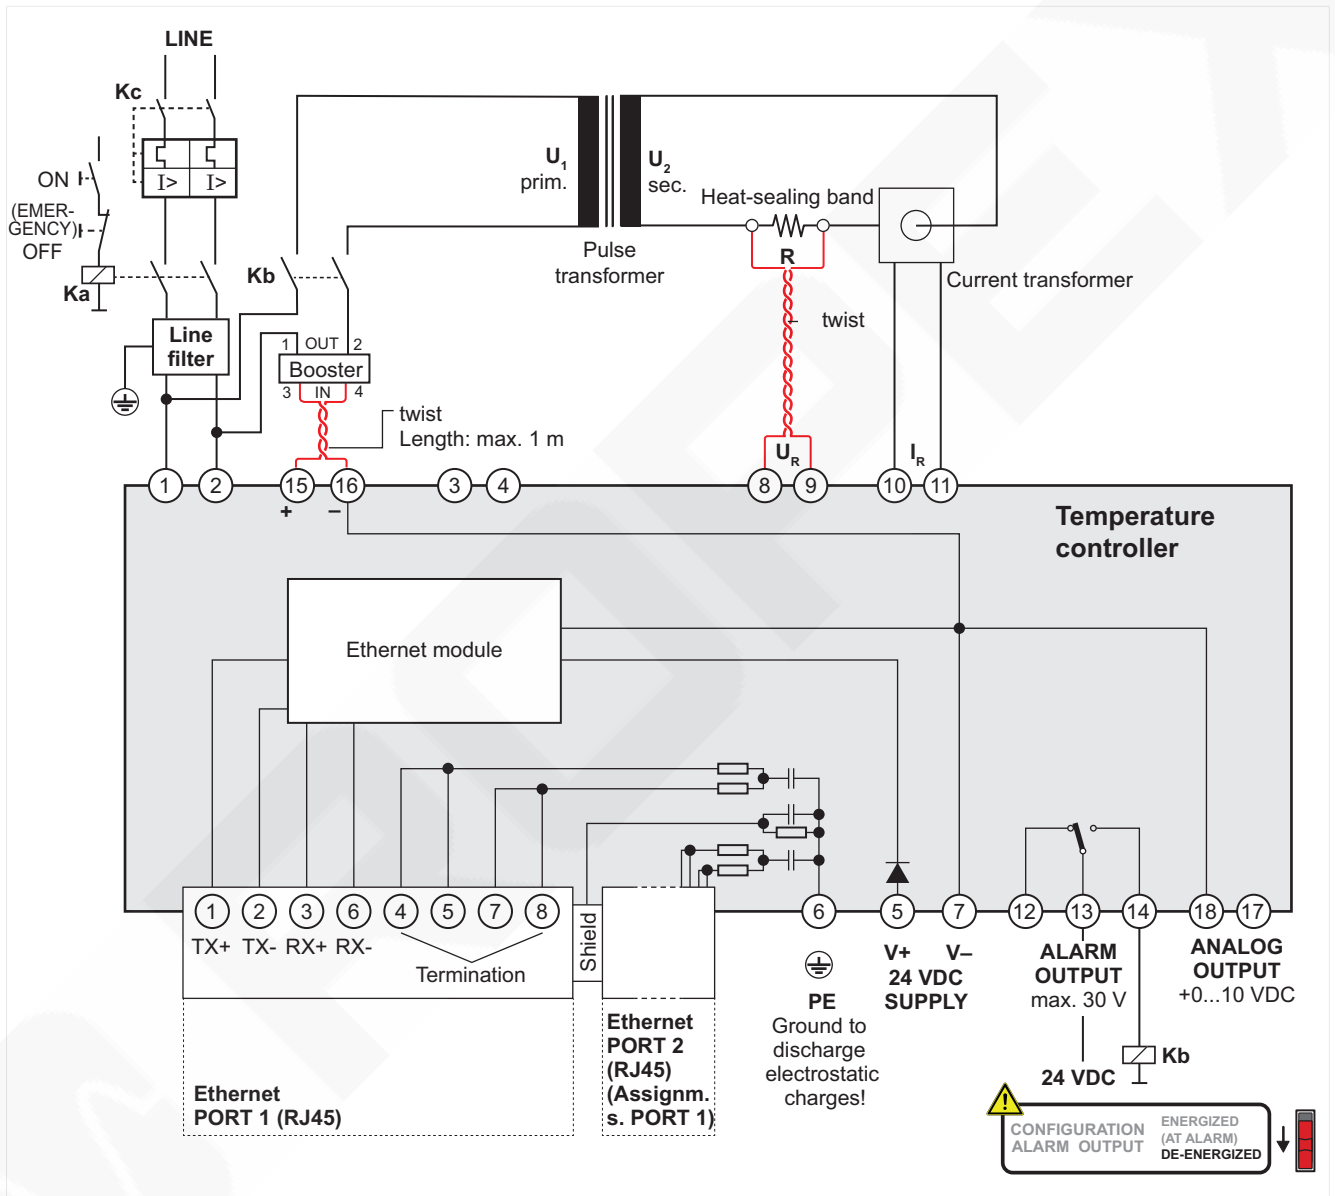 LINE
Kc
I> I>
ON
(EMER-
GENCY)
OFF
Ka
Kb
U1
prim.
U2
sec.
Heat-sealing band
Pulse
transformer
R
Current transformer
twist
Line
filter
1 OUT 2
Booster
3 IN 4
twist
Length: max. 1 m
UR
IR
1 2 15 16 3 4 8 9 10 11
+ –
Temperature
controller
Ethernet module
1 2 3 6 4 5 7 8
TX+ TX- RX+ RX-
Termination
Shield
6 5 7 12 13 14 18 17
V+ V–
24 VDC
SUPPLY
PE
Ground to
discharge
electrostatic
charges!
ALARM
OUTPUT
max. 30 V
ANALOG
OUTPUT
+0...10 VDC
Ethernet
PORT 1 (RJ45)
Ethernet
PORT 2
(RJ45)
(Assignm.
s. PORT 1)
24 VDC
Kb
!
CONFIGURATION
ALARM OUTPUT
ENERGIZED
(AT ALARM)
DE-ENERGIZED
ROPEX